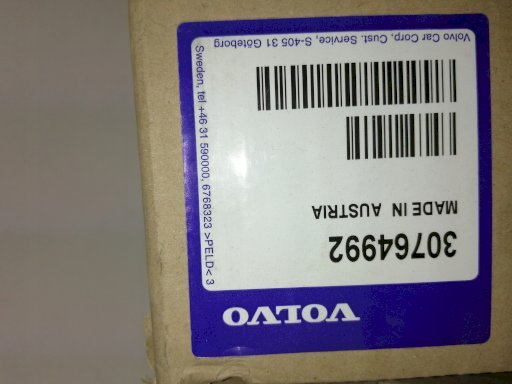 VOLVO
30764992
MADE IN AUSTRIA
Volvo Car Corp. Cust. Service, S-405 31 Göteborg
Sweden, tel +46 31 590000, 6768323 >PELD< 3